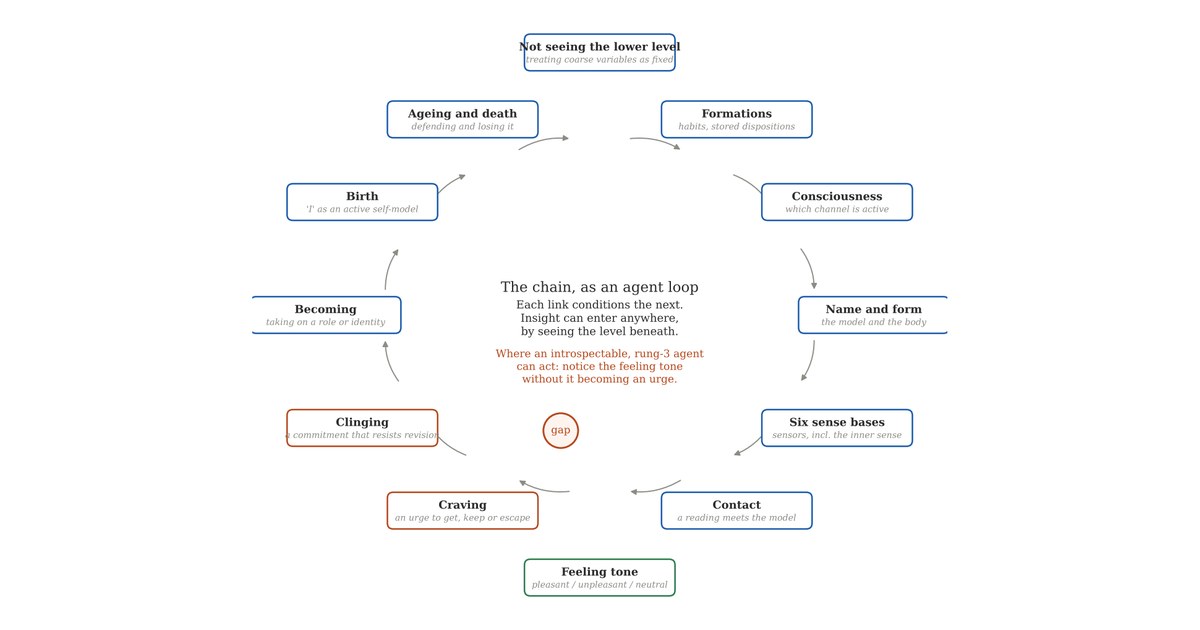 Not seeing the lower level
treating coarse variables as fixed
Ageing and death
defending and losing it
Formations
habits, stored dispositions
Birth
'I' as an active self-model
Consciousness
which channel is active
The chain, as an agent loop
Each link conditions the next.
Insight can enter anywhere,
by seeing the level beneath.
Becoming
taking on a role or identity
Name and form
the model and the body
Where an introspectable, rung-3 agent
can act: notice the feeling tone
without it becoming an urge.
Clinging
a commitment that resists revision
gap
Six sense bases
sensors, incl. the inner sense
Craving
an urge to get, keep or escape
Contact
a reading meets the model
Feeling tone
pleasant / unpleasant / neutral